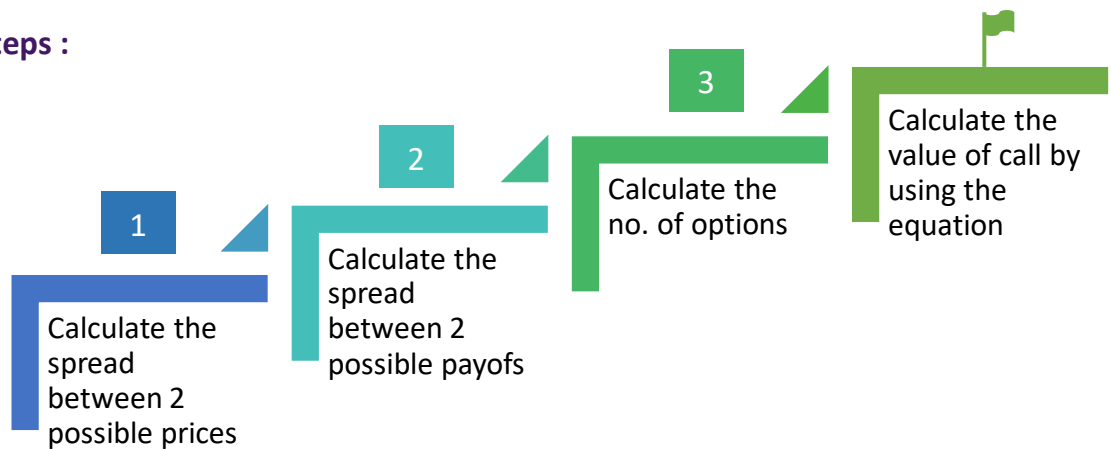 teps :
1
Calculate the
spread
between 2
possible prices
2
Calculate the
spread
between 2
possible payofs
3
Calculate the
no. of options
Calculate the
value of call by
using the
equation